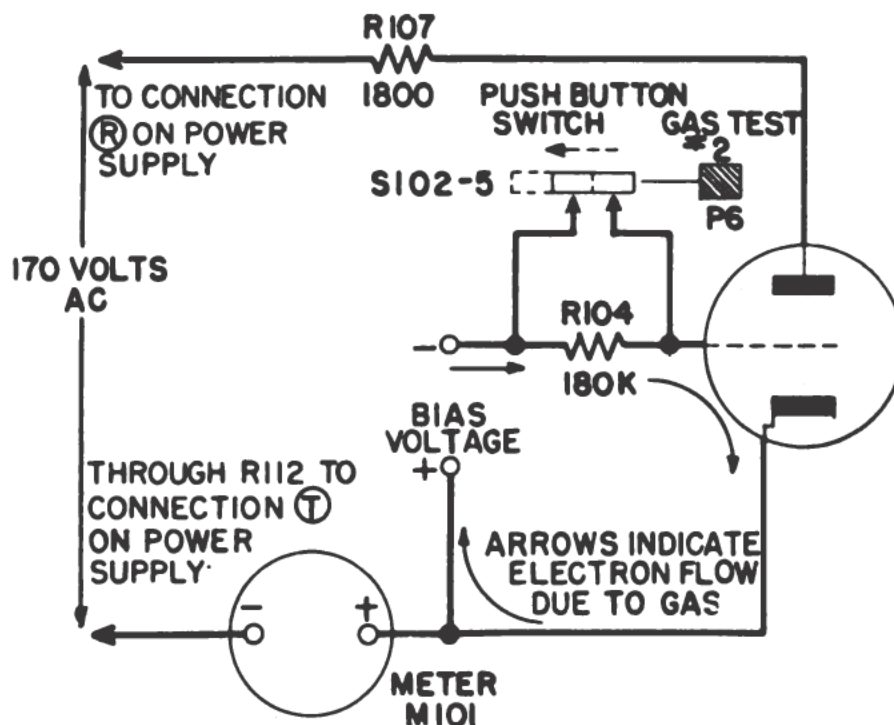 R107
1800
TO CONNECTION
Ⓡ ON POWER
SUPPLY
PUSH BUTTON
SWITCH
GAS TEST
#2
S102-5
P6
170 VOLTS
AC
R104
180K
-
BIAS
VOLTAGE
+
THROUGH R112 TO
CONNECTION Ⓣ
ON POWER
SUPPLY.
ARROWS INDICATE
ELECTRON FLOW
DUE TO GAS
- +
METER
M101